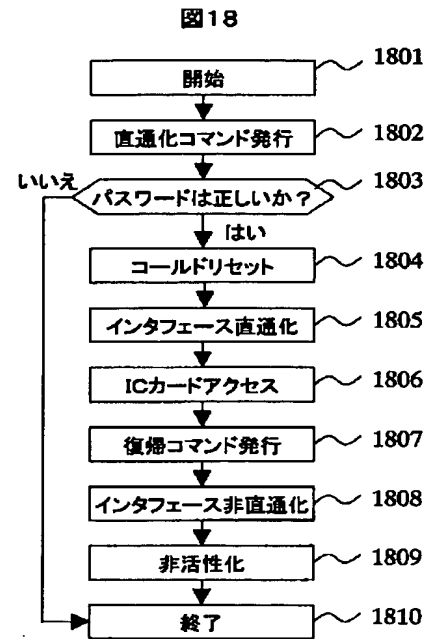 図18
開始 1801
直通化コマンド発行 1802
いいえ
パスワードは正しいか? 1803
はい
コールドリセット 1804
インタフェース直通化 1805
ICカードアクセス 1806
復帰コマンド発行 1807
インタフェース非直通化 1808
非活性化 1809
終了 1810